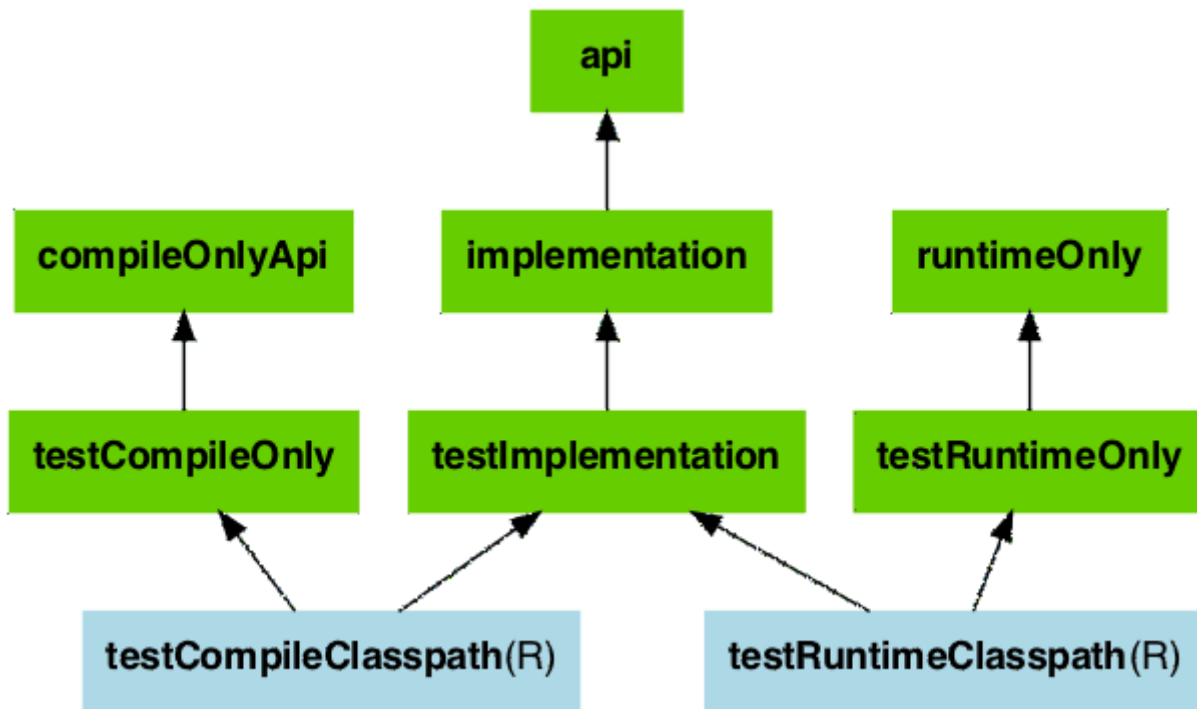 api
compileOnlyApi
implementation
runtimeOnly
testCompileOnly
testImplementation
testRuntimeOnly
testCompileClasspath(R)
testRuntimeClasspath(R)